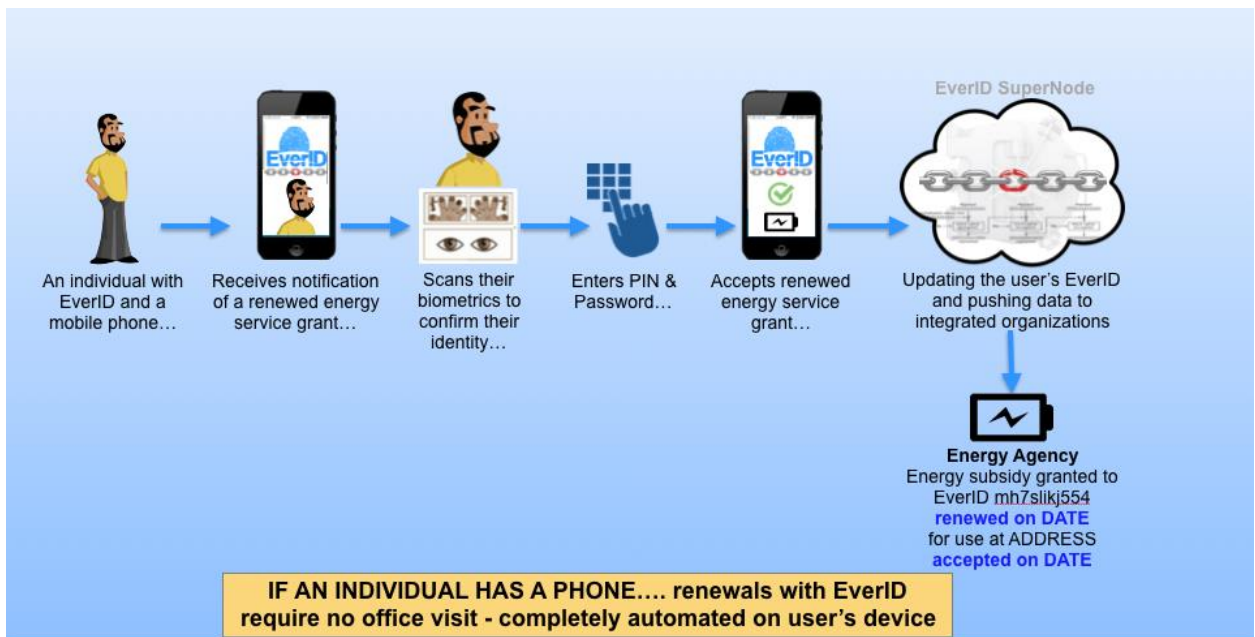 EverID SuperNode
EverID
EverID
An individual with
EverID and a
mobile phone…
Receives notification
of a renewed energy
service grant…
Scans their
biometrics to
confirm their
identity…
Enters PIN &
Password…
Accepts renewed
energy service
grant…
Updating the user’s EverID
and pushing data to
integrated organizations
Energy Agency
Energy subsidy granted to
EverID mh7slikj554
renewed on DATE
for use at ADDRESS
accepted on DATE
IF AN INDIVIDUAL HAS A PHONE…. renewals with EverID
require no office visit - completely automated on user’s device